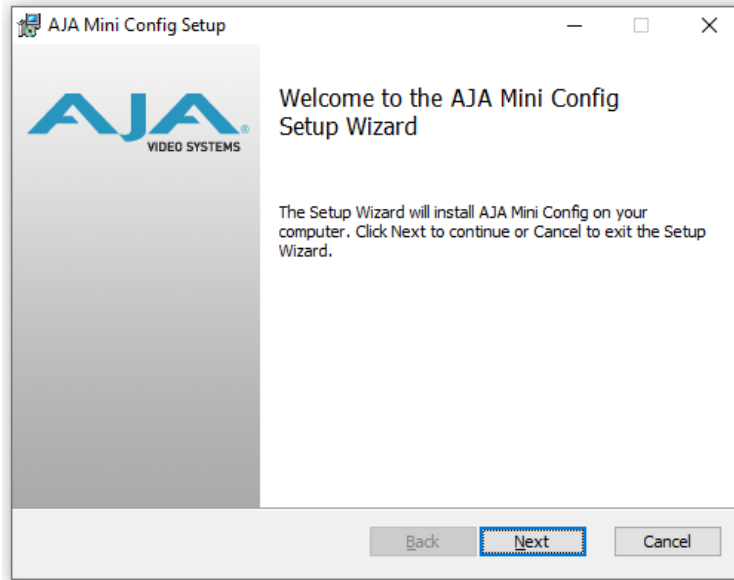 AJA Mini Config Setup
AJA®
VIDEO SYSTEMS
Welcome to the AJA Mini Config
Setup Wizard
The Setup Wizard will install AJA Mini Config on your
computer. Click Next to continue or Cancel to exit the Setup
Wizard.
Back
Next
Cancel